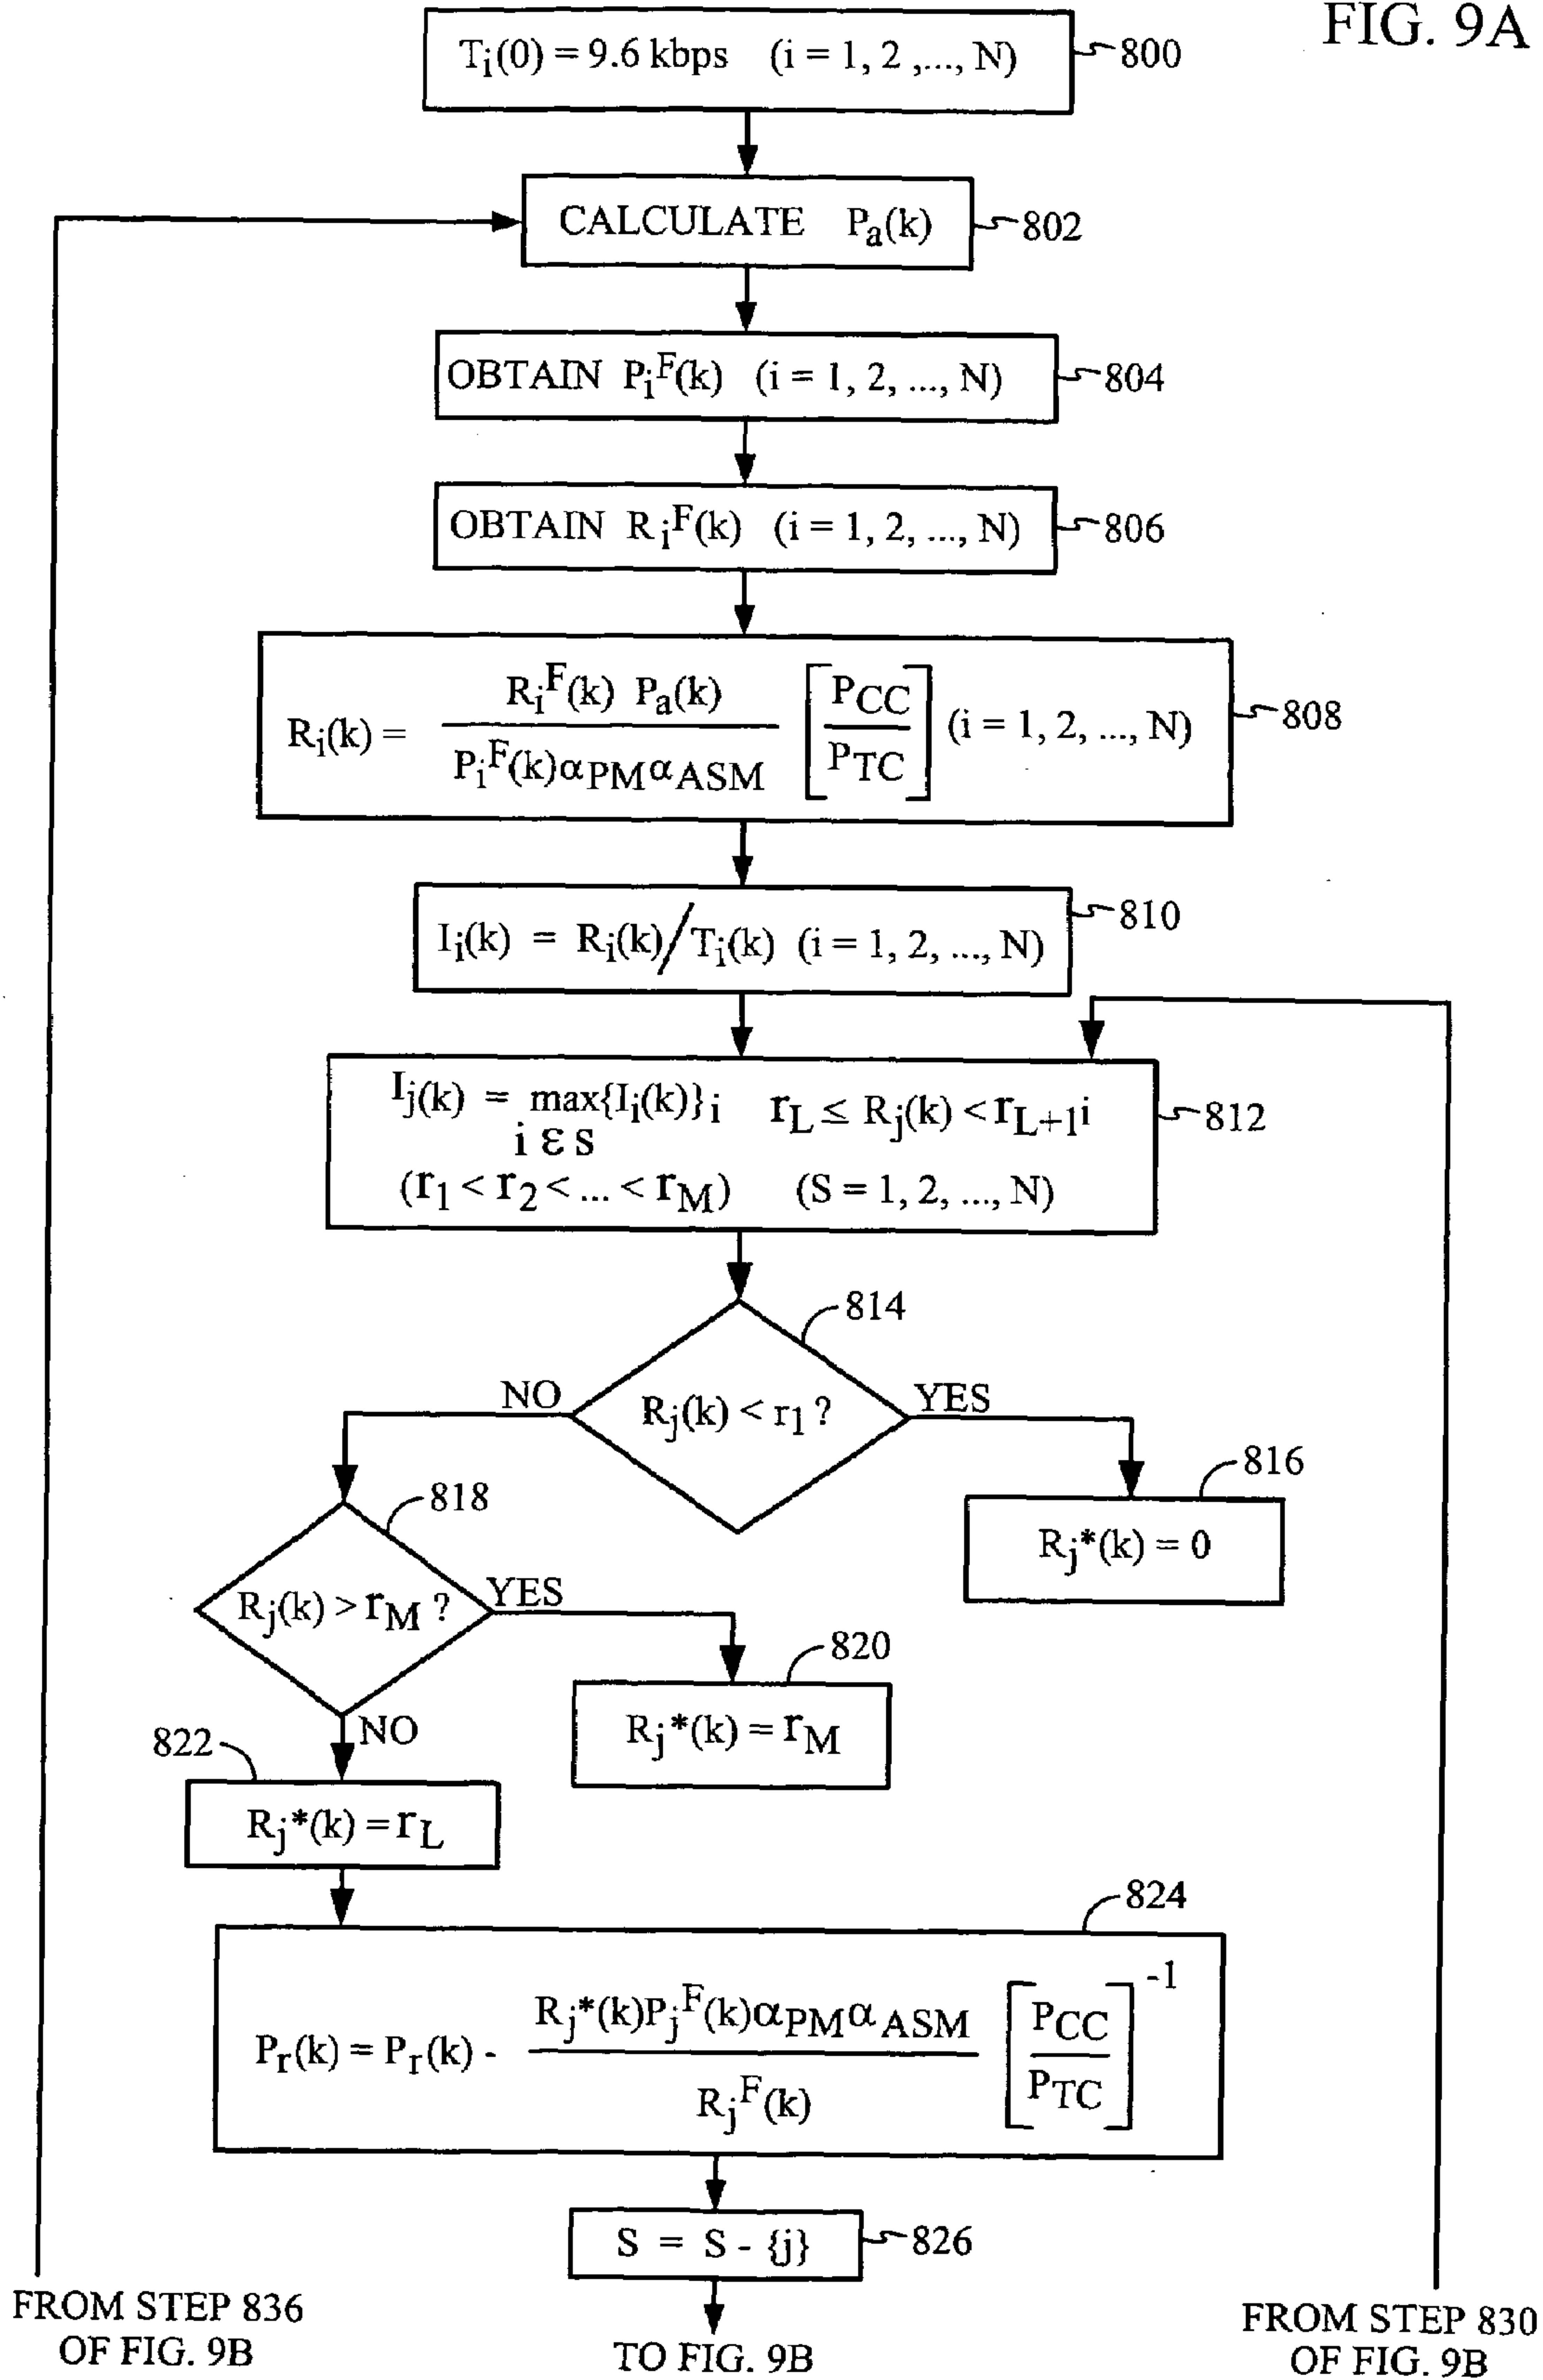 FIG. 9A
Tᵢ(0) = 9.6 kbps (i = 1, 2 ,..., N)
800
CALCULATE Pₐ(k)
802
OBTAIN Pᵢᶠ(k) (i = 1, 2, ..., N)
804
OBTAIN Rᵢᶠ(k) (i = 1, 2, ..., N)
806
Rᵢᶠ(k) Pₐ(k)
Rᵢ(k) =
Pᵢᶠ(k)αPMαASM
[PCC / PTC]
(i = 1, 2, ..., N)
808
Iᵢ(k) = Rᵢ(k)/Tᵢ(k) (i = 1, 2, ..., N)
810
Iⱼ(k) = max{Iᵢ(k)}i rL ≤ Rⱼ(k) < rL+1i
i ε s
(r₁ < r₂ < ... < rM) (S = 1, 2, ..., N)
812
814
Rⱼ(k) < r₁ ?
NO
YES
816
Rⱼ*(k) = 0
818
Rⱼ(k) > rM ?
YES
NO
820
Rⱼ*(k) = rM
822
Rⱼ*(k) = rL
824
Rⱼ*(k)Pⱼᶠ(k)αPMαASM
Pᵣ(k) = Pᵣ(k) -
Rⱼᶠ(k)
[PCC / PTC]⁻¹
S = S - {j}
826
FROM STEP 836
OF FIG. 9B
TO FIG. 9B
FROM STEP 830
OF FIG. 9B